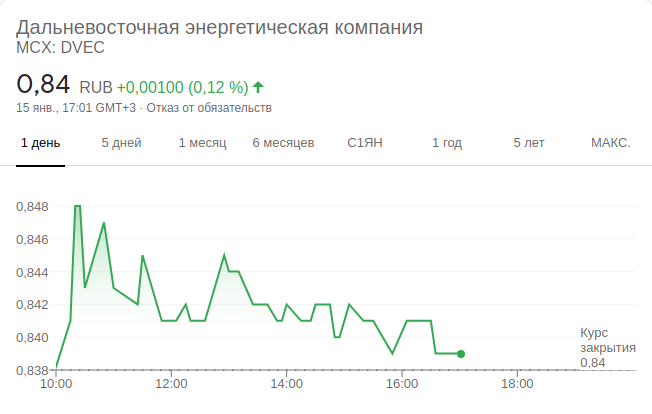 Дальневосточная энергетическая компания
MCX: DVEC
0,84 RUB +0,00100 (0,12 %)
15 янв., 17:01 GMT+3 · Отказ от обязательств
1 день 5 дней 1 месяц 6 месяцев С1ЯН 1 год 5 лет МАКС.
0,848
0,846
0,844
0,842
0,840
0,838
Курс
закрытия
0,84
10:00 12:00 14:00 16:00 18:00